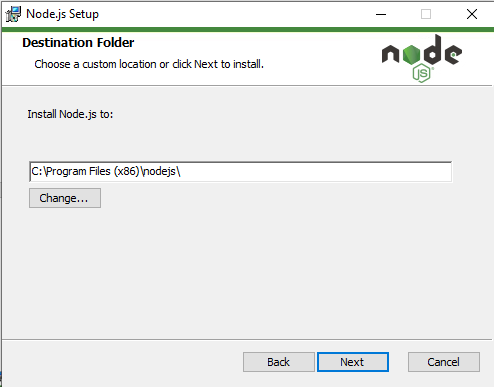 Node.js Setup
Destination Folder
Choose a custom location or click Next to install.
node
JS
Install Node.js to:
C:\Program Files (x86)\nodejs\
Change...
Back
Next
Cancel